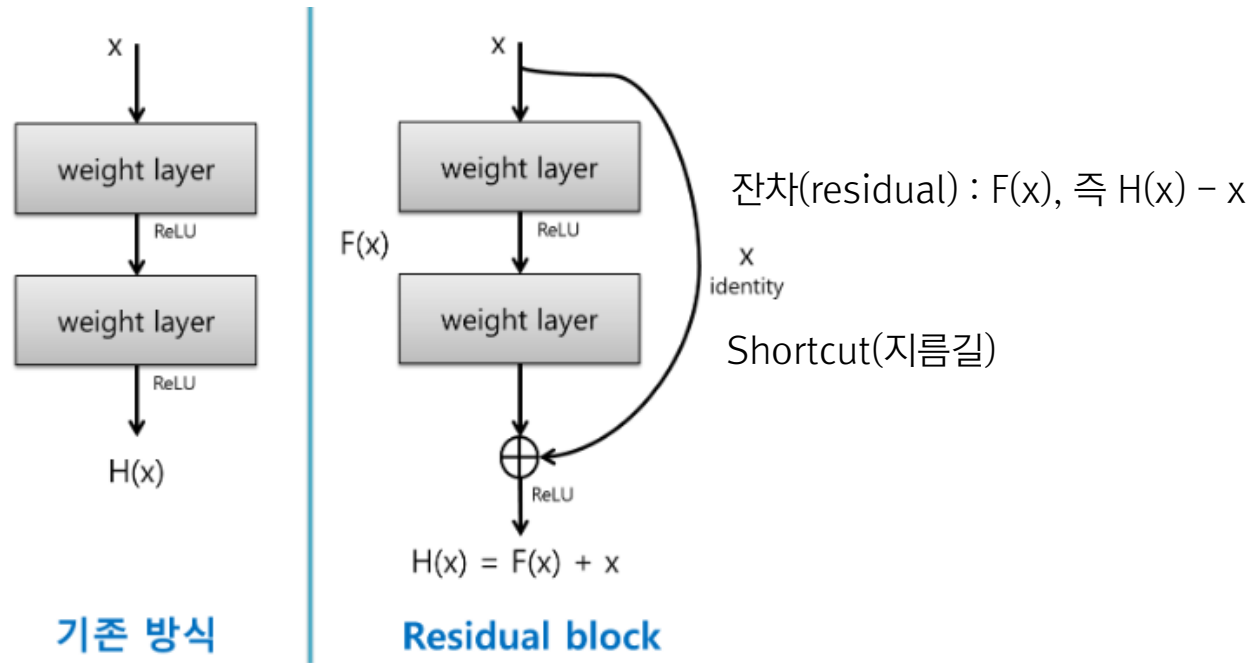 x
weight layer
ReLU
weight layer
ReLU
H(x)
기존 방식
x
weight layer
ReLU
F(x)
weight layer
x
identity
ReLU
H(x) = F(x) + x
Residual block
잔차(residual) : F(x), 즉 H(x) – x
Shortcut(지름길)